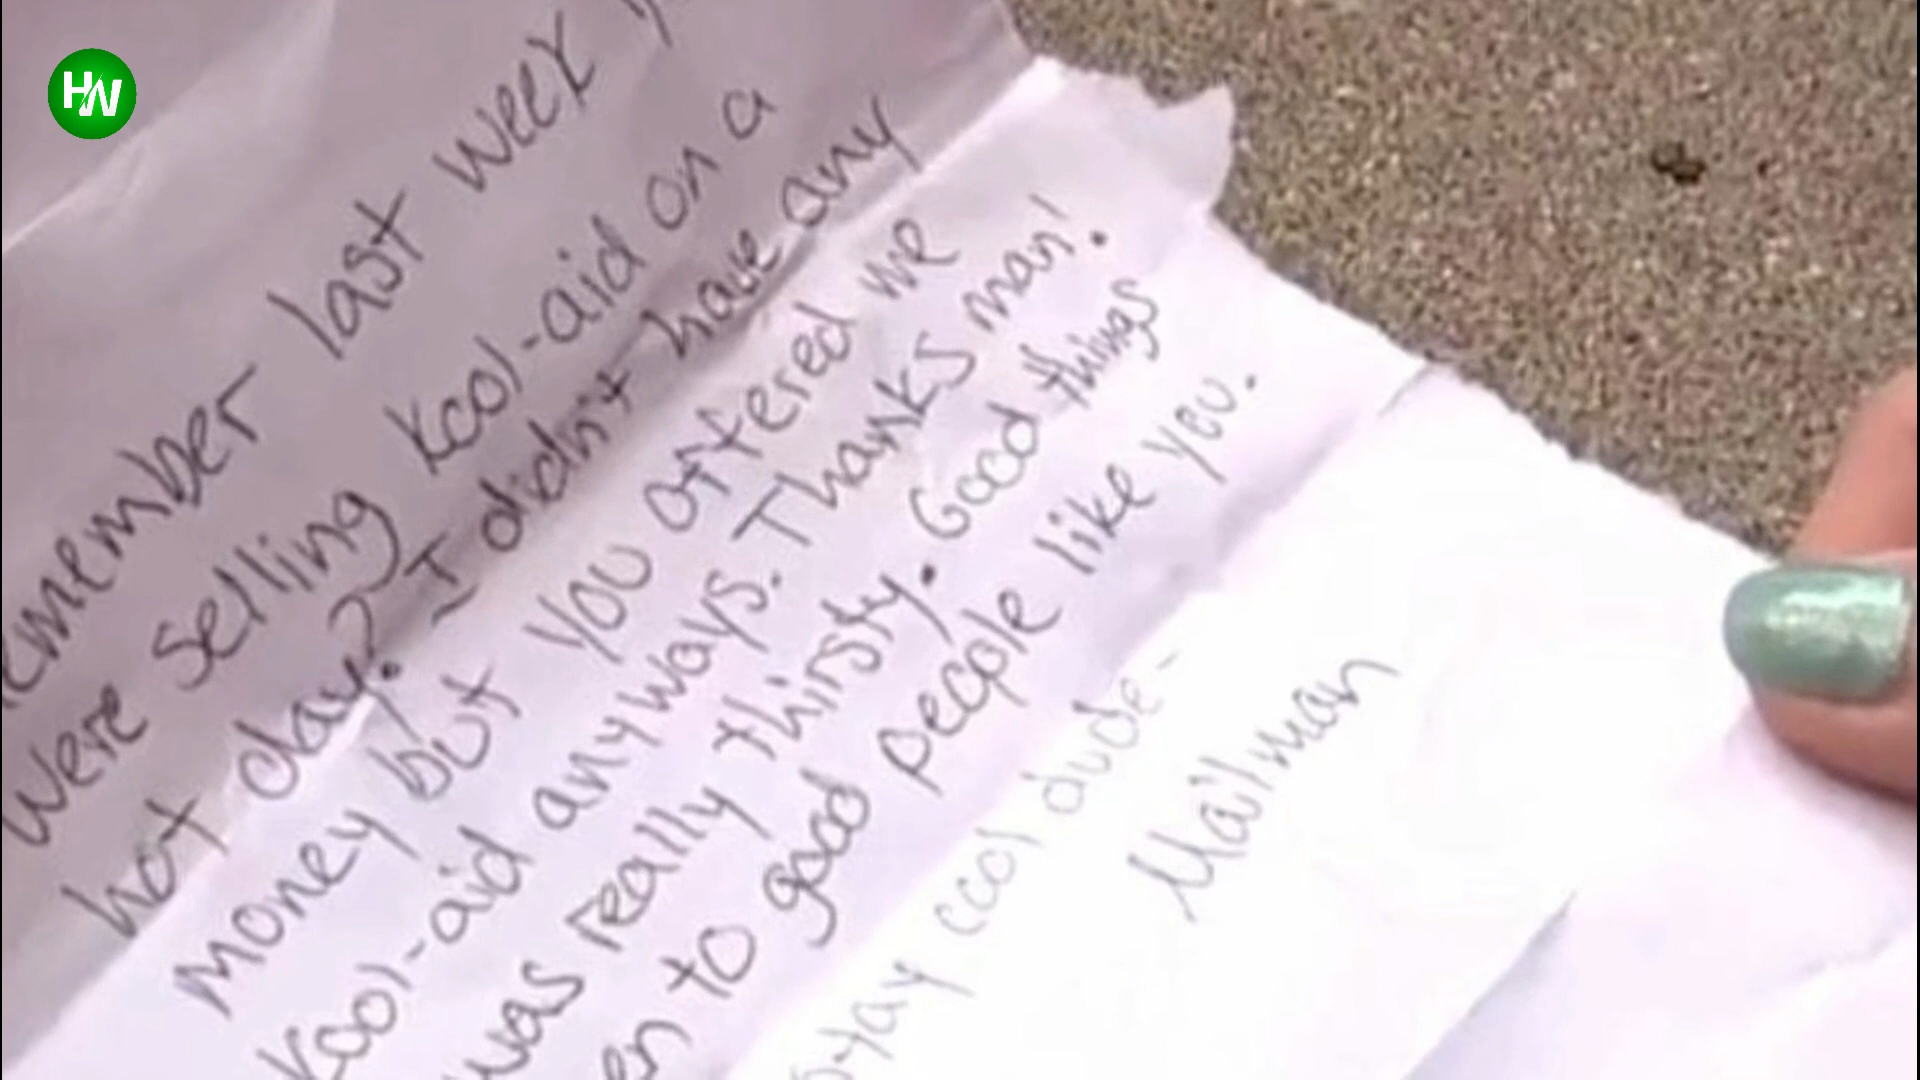 HW
emember last week
were selling Kool-aid on a
hot day? I didn't have any
money but you offered me
Kool-aid anyways. Thanks man!
was really thirsty. Good things
en to good people like you.
stay cool dude-
Mailman